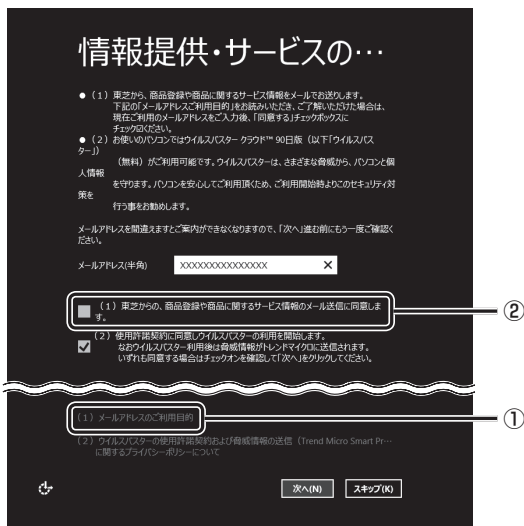 情報提供・サービスの…
● （1）東芝から、商品登録や商品に関するサービス情報をメールでお送りします。
下記の「メールアドレスご利用目的」をお読みいただき、ご了解いただけた場合は、
現在ご利用のメールアドレスをご入力後、「同意する」チェックボックスに
チェック☑ください。
● （2）お使いのパソコンではウイルスバスター クラウド™ 90日版（以下「ウイルスバス
ター」）
（無料）がご利用可能です。ウイルスバスターは、さまざまな脅威から、パソコンと個
人情報
を守ります。パソコンを安心してご利用頂くため、ご利用開始時よりこのセキュリティ対
策を
行う事をお勧めします。
メールアドレスを間違えますとご案内ができなくなりますので、「次へ」進む前にもう一度ご確認く
ださい。
メールアドレス(半角) XXXXXXXXXXXXXXX ×
（1）東芝からの、商品登録や商品に関するサービス情報のメール送信に同意しま
す。
②
（2）使用許諾契約に同意しウイルスバスターの利用を開始します。
なおウイルスバスター利用後は脅威情報がトレンドマイクロに送信されます。
いずれも同意する場合はチェックオンを確認して「次へ」をクリックしてください。
（1）メールアドレスのご利用目的
①
（2）ウイルスバスターの使用許諾契約および脅威情報の送信（Trend Micro Smart Pr…
に関するプライバシーポリシーについて
次へ(N) スキップ(K)